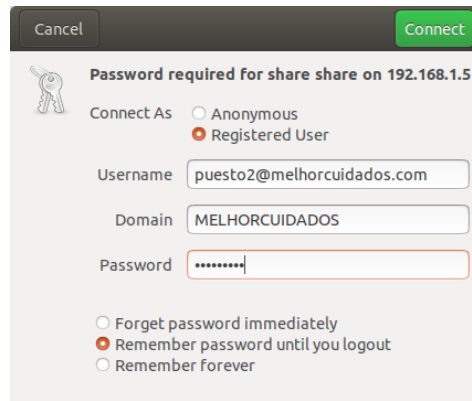 Cancel Connect
Password required for share share on 192.168.1.5
Connect As Anonymous
Registered User
Username puesto2@melhorcuidados.com
Domain MELHORCUIDADOS
Password •••••••••
Forget password immediately
Remember password until you logout
Remember forever